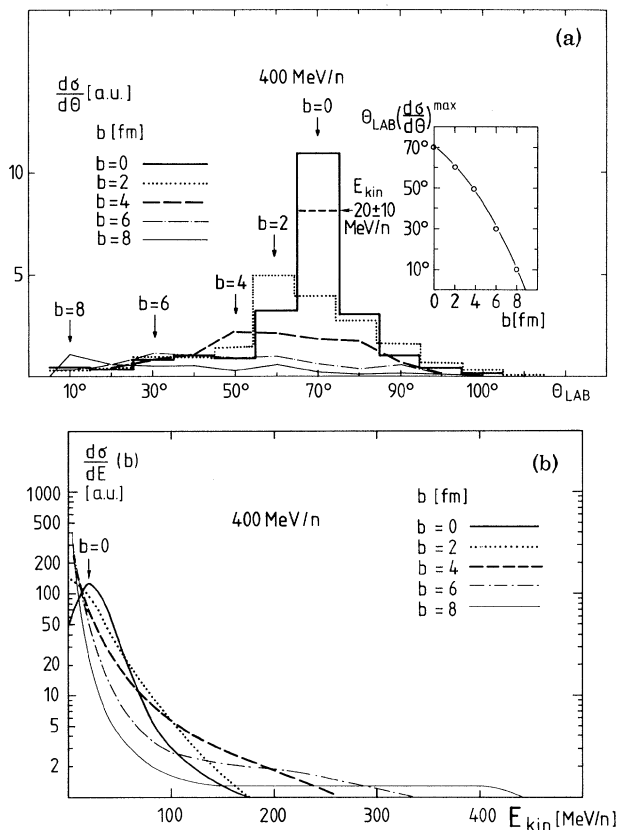 (a)
400 MeV/n
dσ
dθ [a.u.]
b=0
b [fm]
b=0
b=2
b=4
b=6
b=8
θLAB(dσ/dθ)max
70°
50°
30°
10°
0 2 4 6 8
b[fm]
Ekin
20±10
MeV/n
b=2
b=4
b=6
b=8
10
5
10° 30° 50° 70° 90° 100° θLAB
(b)
dσ
dE (b)
[a.u.]
400 MeV/n
b [fm]
b = 0
b = 2
b = 4
b = 6
b = 8
b=0
1000
500
200
100
50
20
10
5
2
100 200 300 400 Ekin [MeV/n]